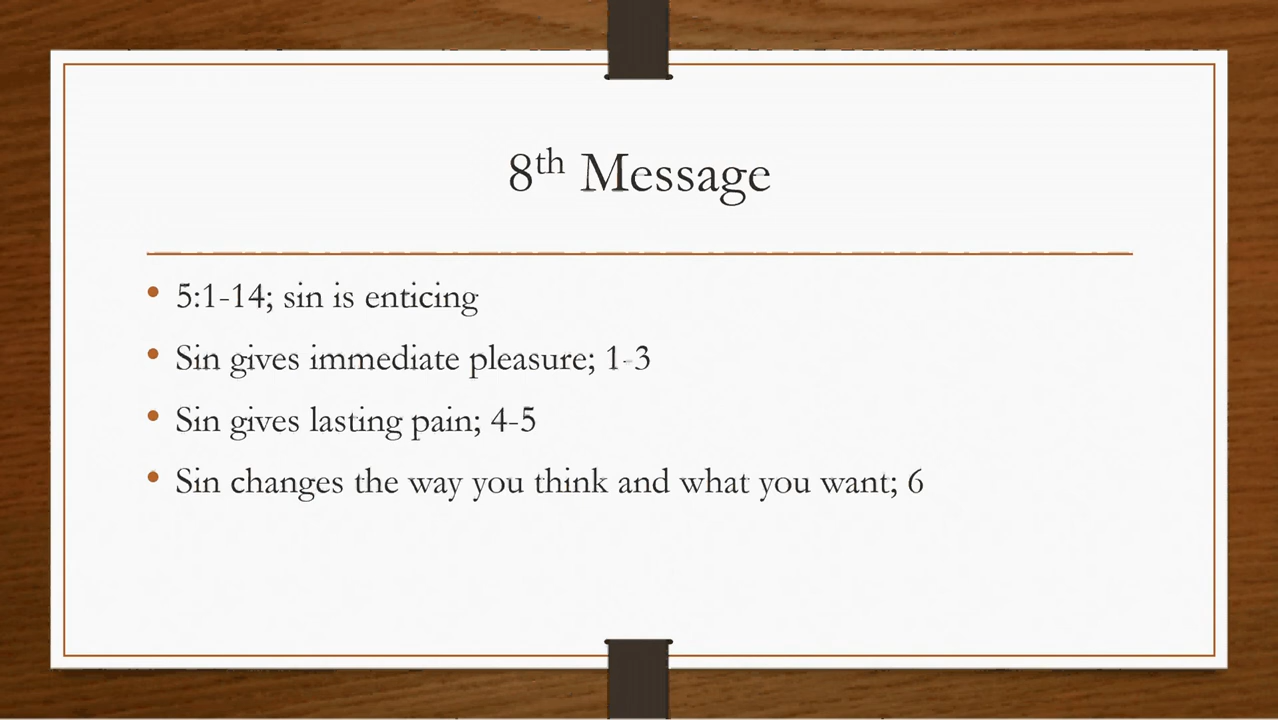 8th Message
• 5:1-14; sin is enticing
• Sin gives immediate pleasure; 1-3
• Sin gives lasting pain; 4-5
• Sin changes the way you think and what you want; 6